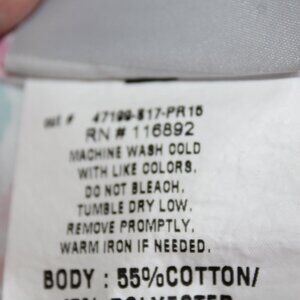 # 47199-817-PR15
RN # 116892
MACHINE WASH COLD
WITH LIKE COLORS.
DO NOT BLEACH,
TUMBLE DRY LOW.
REMOVE PROMPTLY,
WARM IRON IF NEEDED.
BODY : 55%COTTON/